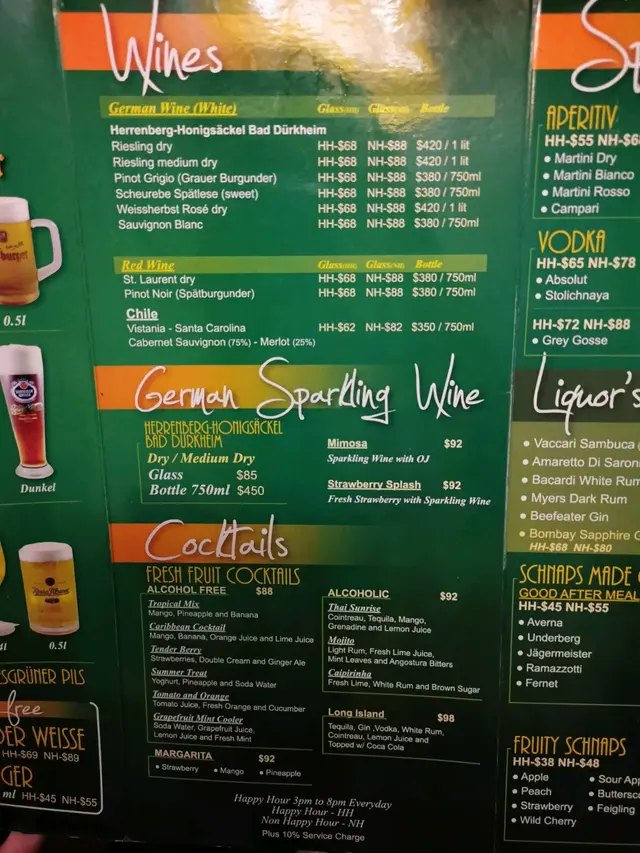 Wines
German Wine (White) Glass(HH) Glass(NH) Bottle
Herrenberg-Honigsäckel Bad Dürkheim
Riesling dry HH-$68 NH-$88 $420 / 1 lit
Riesling medium dry HH-$68 NH-$88 $420 / 1 lit
Pinot Grigio (Grauer Burgunder) HH-$68 NH-$88 $380 / 750ml
Scheurebe Spätlese (sweet) HH-$68 NH-$88 $380 / 750ml
Weissherbst Rosé dry HH-$68 NH-$88 $420 / 1 lit
Sauvignon Blanc HH-$68 NH-$88 $380 / 750ml
Red Wine Glass(HH) Glass(NH) Bottle
St. Laurent dry HH-$68 NH-$88 $380 / 750ml
Pinot Noir (Spätburgunder) HH-$68 NH-$88 $380 / 750ml
Chile
Vistania - Santa Carolina HH-$62 NH-$82 $350 / 750ml
Cabernet Sauvignon (75%) - Merlot (25%)
German Sparkling Wine
HERRENBERG-HONIGSÄCKEL
BAD DÜRKHEIM
Dry / Medium Dry
Glass $85
Bottle 750ml $450
Mimosa $92
Sparkling Wine with OJ
Strawberry Splash $92
Fresh Strawberry with Sparkling Wine
Cocktails
FRESH FRUIT COCKTAILS
ALCOHOL FREE $88
Tropical Mix
Mango, Pineapple and Banana
Caribbean Cocktail
Mango, Banana, Orange Juice and Lime Juice
Tender Berry
Strawberries, Double Cream and Ginger Ale
Summer Treat
Yoghurt, Pineapple and Soda Water
Tomato and Orange
Tomato Juice, Fresh Orange and Cucumber
Grapefruit Mint Cooler
Soda Water, Grapefruit Juice,
Lemon Juice and Fresh Mint
MARGARITA $92
• Strawberry • Mango • Pineapple
ALCOHOLIC $92
Thai Sunrise
Cointreau, Tequila, Mango,
Grenadine and Lemon Juice
Mojito
Light Rum, Fresh Lime Juice,
Mint Leaves and Angostura Bitters
Caipirinha
Fresh Lime, White Rum and Brown Sugar
Long Island $98
Tequila, Gin ,Vodka, White Rum,
Cointreau, Lemon Juice and
Topped w/ Coca Cola
Happy Hour 3pm to 8pm Everyday
Happy Hour - HH
Non Happy Hour - NH
Plus 10% Service Charge
0.5l
Dunkel
0.5l
SGRÜNER PILS
free
DER WEISSE
HH-$69 NH-$89
GER
ml HH-$45 NH-$55
APERITIV
HH-$55 NH-$6
• Martini Dry
• Martini Bianco
• Martini Rosso
• Campari
VODKA
HH-$65 NH-$78
• Absolut
• Stolichnaya
HH-$72 NH-$88
• Grey Gosse
Liquor's
• Vaccari Sambuca
• Amaretto Di Saron
• Bacardi White Rum
• Myers Dark Rum
• Beefeater Gin
• Bombay Sapphire G
HH-$68 NH-$80
SCHNAPS MADE
GOOD AFTER MEAL
HH-$45 NH-$55
• Averna
• Underberg
• Jägermeister
• Ramazzotti
• Fernet
FRUITY SCHNAPS
HH-$38 NH-$48
• Apple • Sour App
• Peach • Buttersc
• Strawberry • Feigling
• Wild Cherry